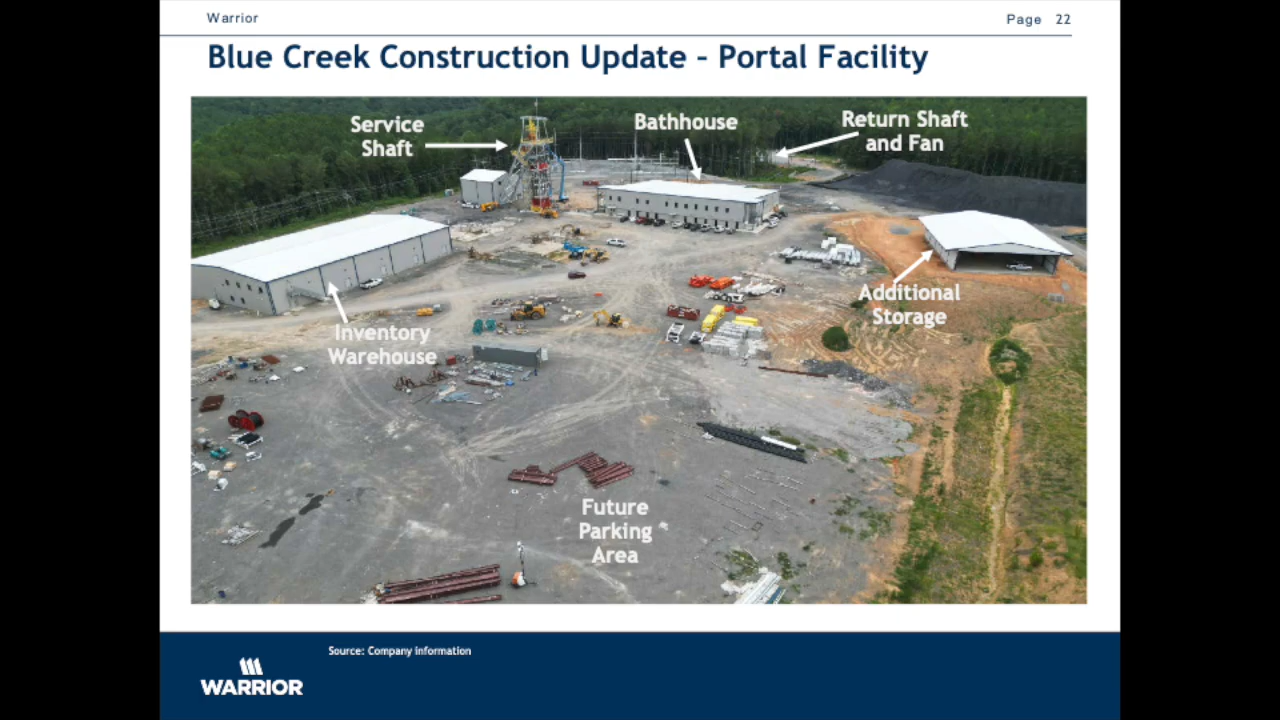 Warrior
Page 22
Blue Creek Construction Update - Portal Facility
Service
Shaft
Bathhouse
Return Shaft
and Fan
Additional
Storage
Inventory
Warehouse
Future
Parking
Area
Source: Company information
WARRIOR